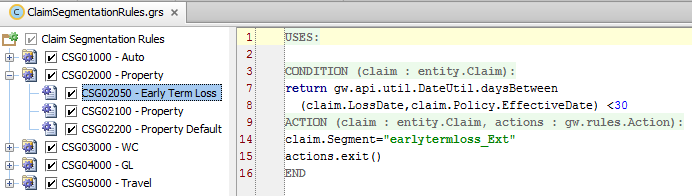 ClaimSegmentationRules.grs
Claim Segmentation Rules
CSG01000 - Auto
CSG02000 - Property
CSG02050 - Early Term Loss
CSG02100 - Property
CSG02200 - Property Default
CSG03000 - WC
CSG04000 - GL
CSG05000 - Travel
1 USES:
2
3 CONDITION (claim : entity.Claim):
7 return gw.api.util.DateUtil.daysBetween
8 (claim.LossDate,claim.Policy.EffectiveDate) <30
9 ACTION (claim : entity.Claim, actions : gw.rules.Action):
14 claim.Segment="earlytermloss_Ext"
15 actions.exit()
16 END